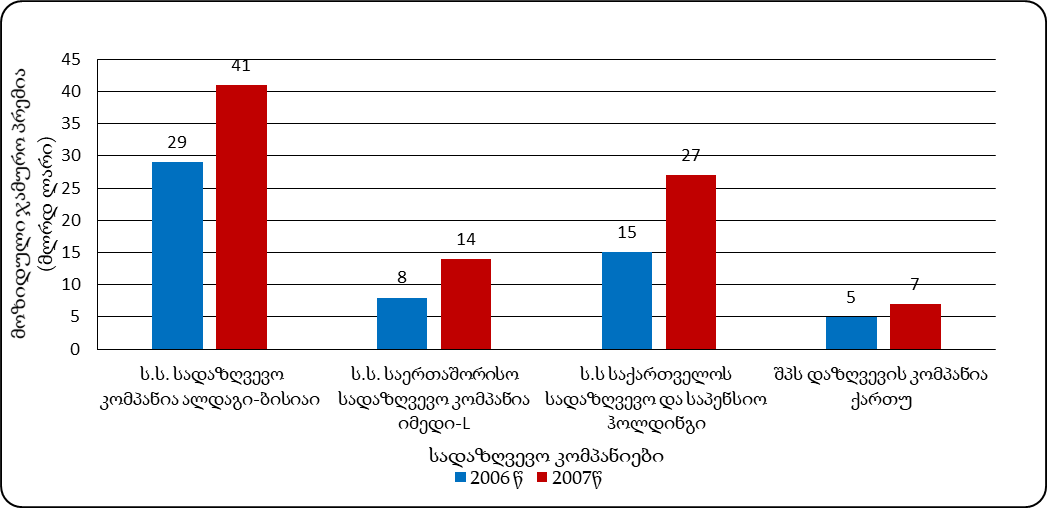 მოზიდული ჯამური პრემია
(მლრდ ლარი)
45
40
35
30
25
20
15
10
5
0
29
41
8
14
15
27
5
7
ს.ს. სადაზღვევო
კომპანია ალდაგი-ბისიაი
ს.ს. საერთაშორისო
სადაზღვევო კომპანია
იმედი-L
ს.ს საქართველოს
სადაზღვევო და საპენსიო
ჰოლდინგი
შპს დაზღვევის კომპანია
ქართუ
სადაზღვევო კომპანიები
2006 წ
2007წ